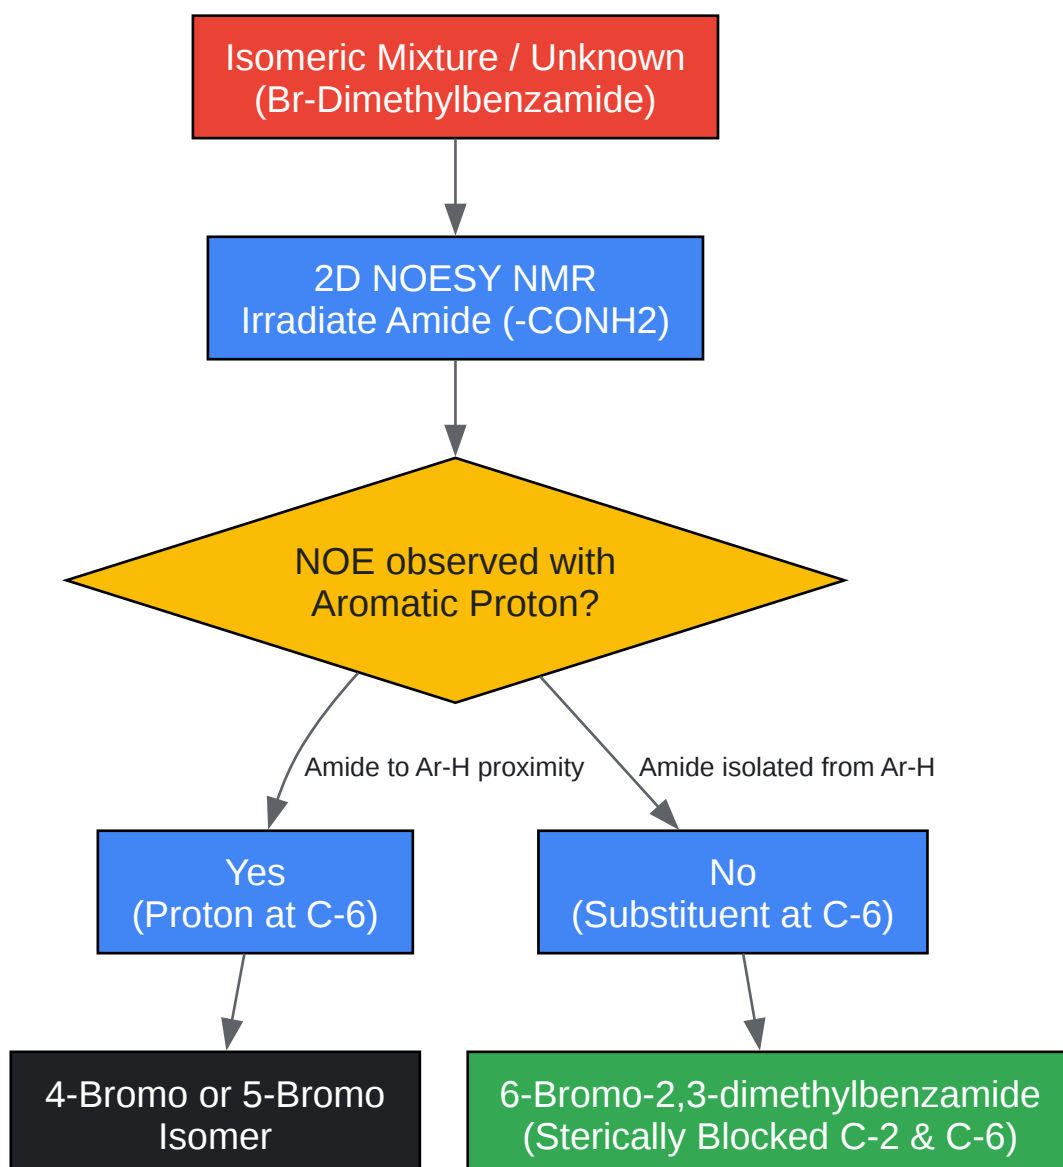 Isomeric Mixture / Unknown
(Br-Dimethylbenzamide)
2D NOESY NMR
Irradiate Amide (-CONH2)
NOE observed with
Aromatic Proton?
Amide to Ar-H proximity
Amide isolated from Ar-H
Yes
(Proton at C-6)
No
(Substituent at C-6)
4-Bromo or 5-Bromo
Isomer
6-Bromo-2,3-dimethylbenzamide
(Sterically Blocked C-2 & C-6)